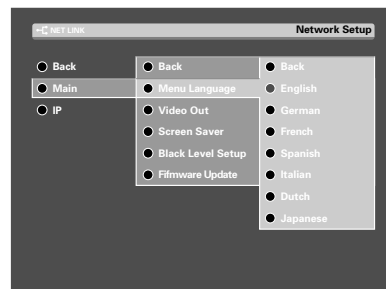 NET LINK
Network Setup
Back
Main
IP
Back
Menu Language
Video Out
Screen Saver
Black Level Setup
Fifmware Update
Back
English
German
French
Spanish
Italian
Dutch
Japanese